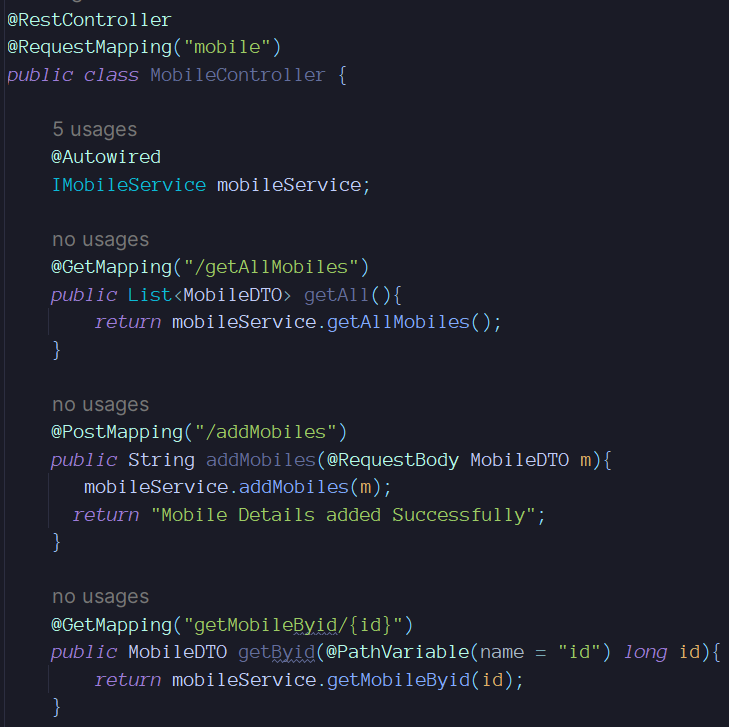 @RestController
@RequestMapping("mobile")
public class MobileController {
5 usages
@Autowired
IMobileService mobileService;
no usages
@GetMapping("/getAllMobiles")
public List<MobileDTO> getAll(){
return mobileService.getAllMobiles();
}
no usages
@PostMapping("/addMobiles")
public String addMobiles(@RequestBody MobileDTO m){
mobileService.addMobiles(m);
return "Mobile Details added Successfully";
}
no usages
@GetMapping("getMobileByid/{id}")
public MobileDTO getByid(@PathVariable(name = "id") long id){
return mobileService.getMobileByid(id);
}